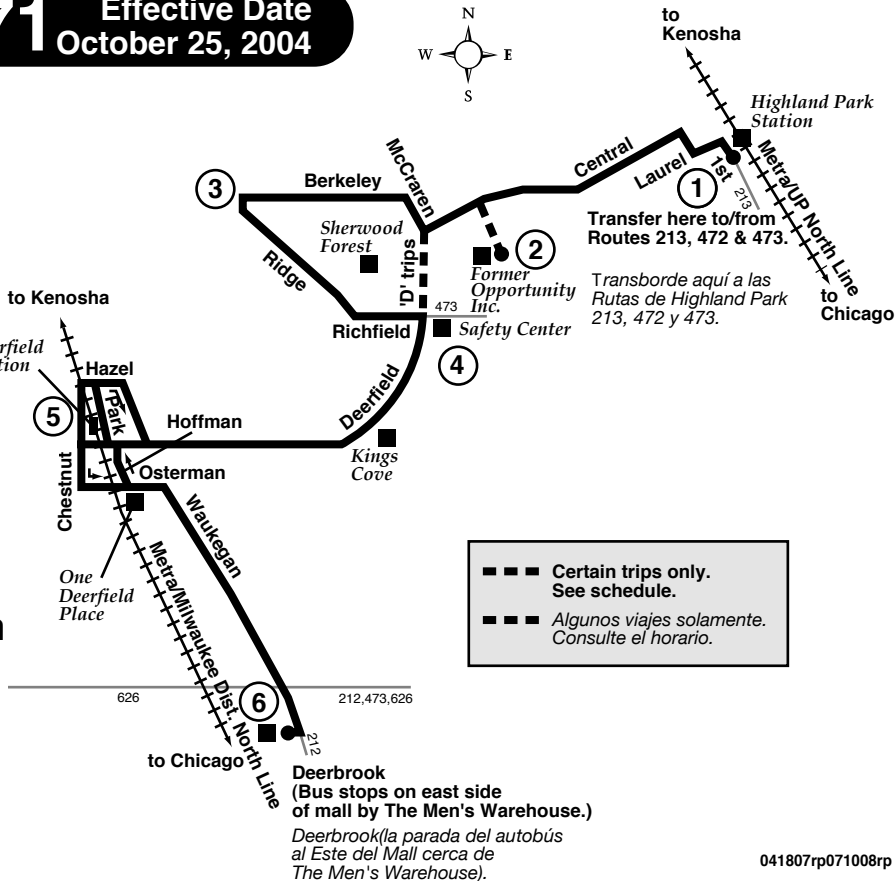 71
Effective Date
October 25, 2004
N
W E
S
to
Kenosha
Highland Park
Station
Metra/UP North Line
to
Chicago
Central
Laurel
1st
213
1
Transfer here to/from
Routes 213, 472 & 473.
Transborde aquí a las
Rutas de Highland Park
213, 472 y 473.
McCraren
Berkeley
3
Sherwood
Forest
Ridge
'D' trips
2
Former
Opportunity
Inc.
473
Richfield
Safety Center
4
Deerfield
Kings
Cove
to Kenosha
Hazel
Park
5
Hoffman
Osterman
Chestnut
Waukegan
One
Deerfield
Place
Metra/Milwaukee Dist. North Line
626
212,473,626
6
212
to Chicago
Deerbrook
(Bus stops on east side
of mall by The Men's Warehouse.)
Deerbrook(la parada del autobús
al Este del Mall cerca de
The Men's Warehouse).
Certain trips only.
See schedule.
Algunos viajes solamente.
Consulte el horario.
041807rp071008rp